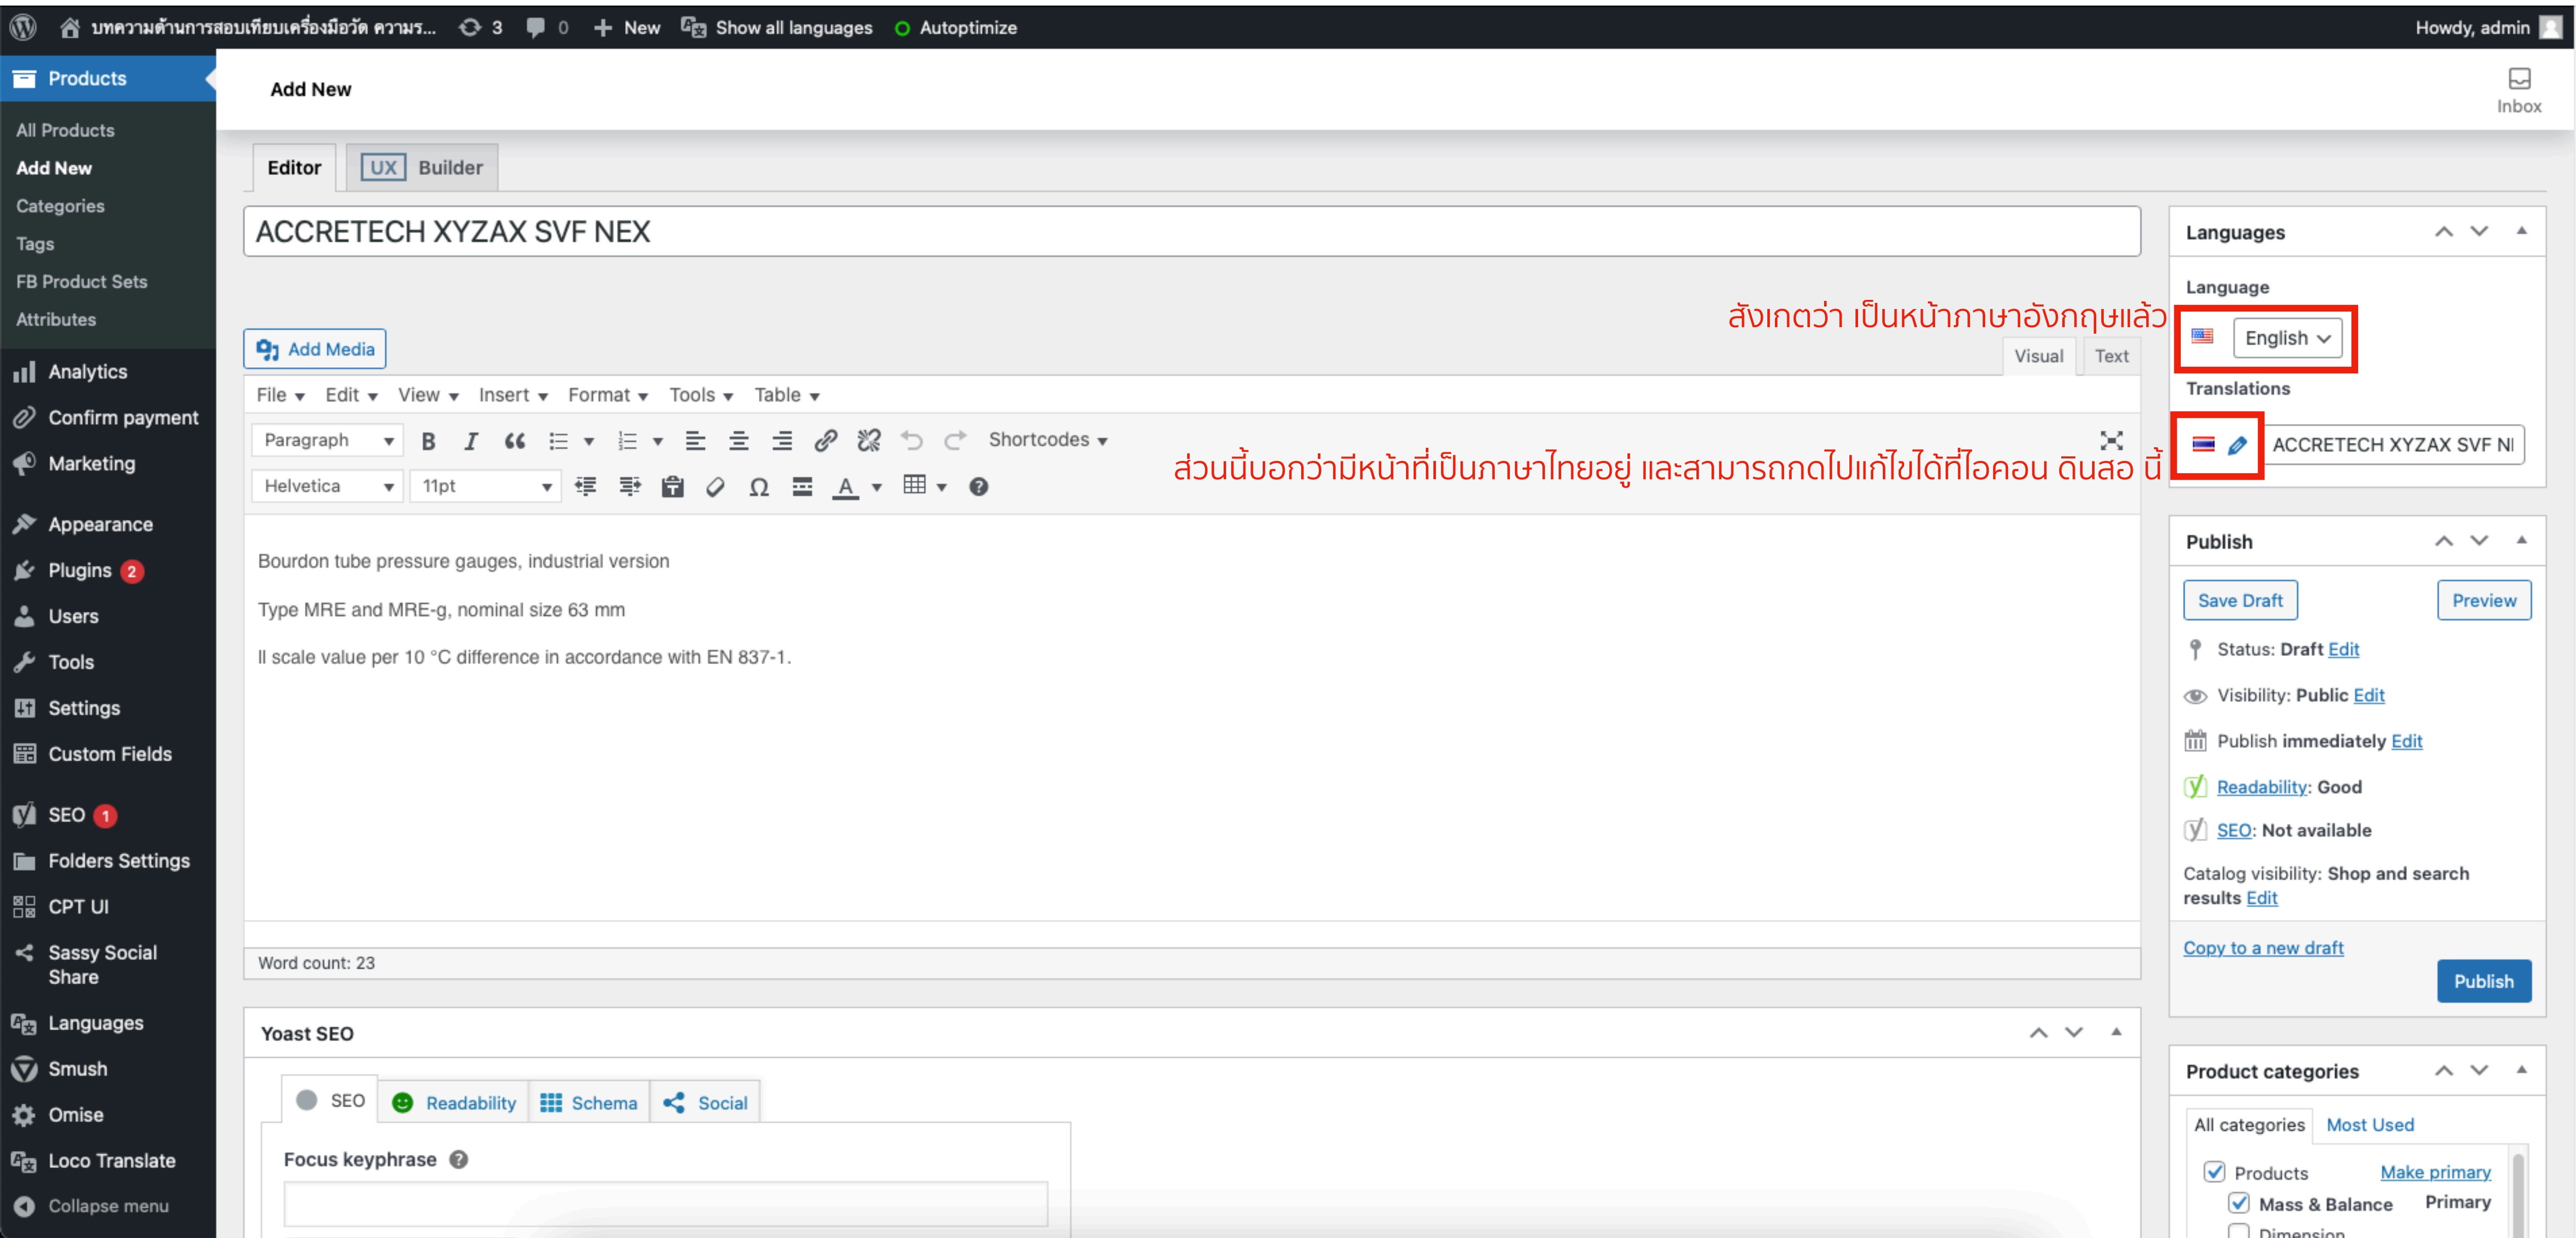 บทความด้านการสอบเทียบเครื่องมือวัด ความร... 3 0 New Show all languages Autoptimize Howdy, admin
Products
All Products
Add New
Categories
Tags
FB Product Sets
Attributes
Analytics
Confirm payment
Marketing
Appearance
Plugins 2
Users
Tools
Settings
Custom Fields
SEO 1
Folders Settings
CPT UI
Sassy Social
Share
Languages
Smush
Omise
Loco Translate
Collapse menu
Add New
Inbox
Editor UX Builder
ACCRETECH XYZAX SVF NEX
สังเกตว่า เป็นหน้าภาษาอังกฤษแล้ว
Add Media
Visual Text
File Edit View Insert Format Tools Table
Paragraph B I Shortcodes
ส่วนนี้บอกว่ามีหน้าที่เป็นภาษาไทยอยู่ และสามารถกดไปแก้ไขได้ที่ไอคอน ดินสอ นี้
Helvetica 11pt Ω A
Bourdon tube pressure gauges, industrial version
Type MRE and MRE-g, nominal size 63 mm
ll scale value per 10 °C difference in accordance with EN 837-1.
Word count: 23
Yoast SEO
SEO Readability Schema Social
Focus keyphrase
Languages
Language
English
Translations
ACCRETECH XYZAX SVF NI
Publish
Save Draft Preview
Status: Draft Edit
Visibility: Public Edit
Publish immediately Edit
Readability: Good
SEO: Not available
Catalog visibility: Shop and search
results Edit
Copy to a new draft
Publish
Product categories
All categories Most Used
Products Make primary
Mass & Balance Primary
Dimension